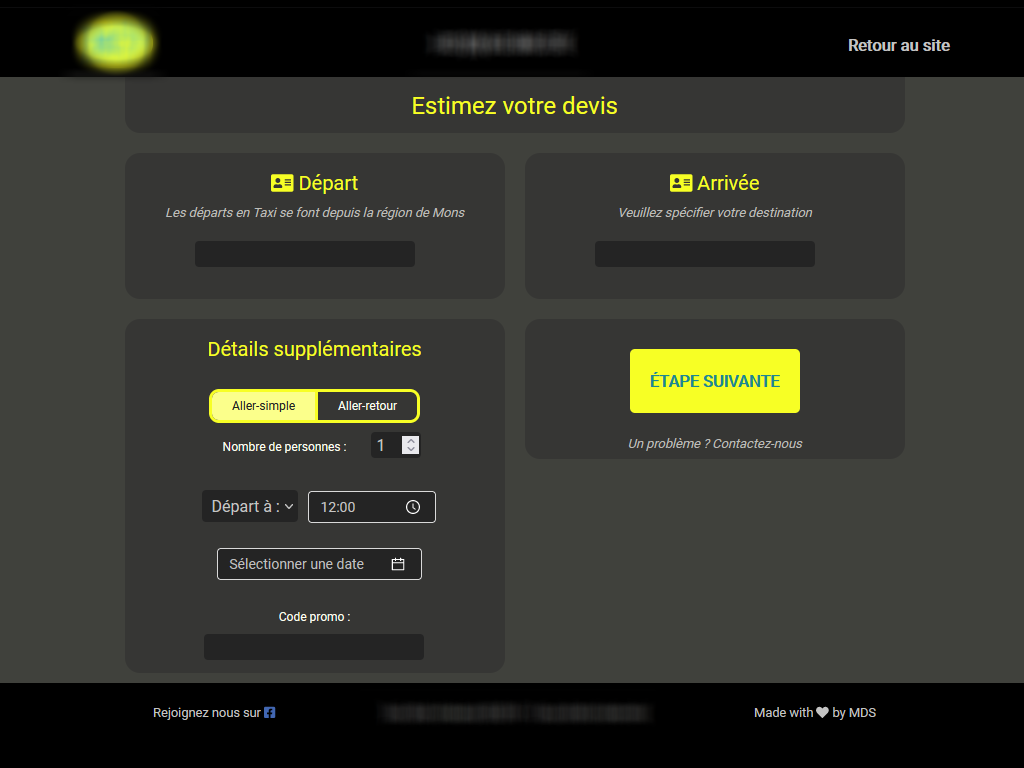 Retour au site
Estimez votre devis
Départ
Les départs en Taxi se font depuis la région de Mons
Arrivée
Veuillez spécifier votre destination
Détails supplémentaires
Aller-simple
Aller-retour
Nombre de personnes :
1
Départ à :
12:00
Sélectionner une date
Code promo :
ÉTAPE SUIVANTE
Un problème ? Contactez-nous
Rejoignez nous sur
Made with ❤ by MDS